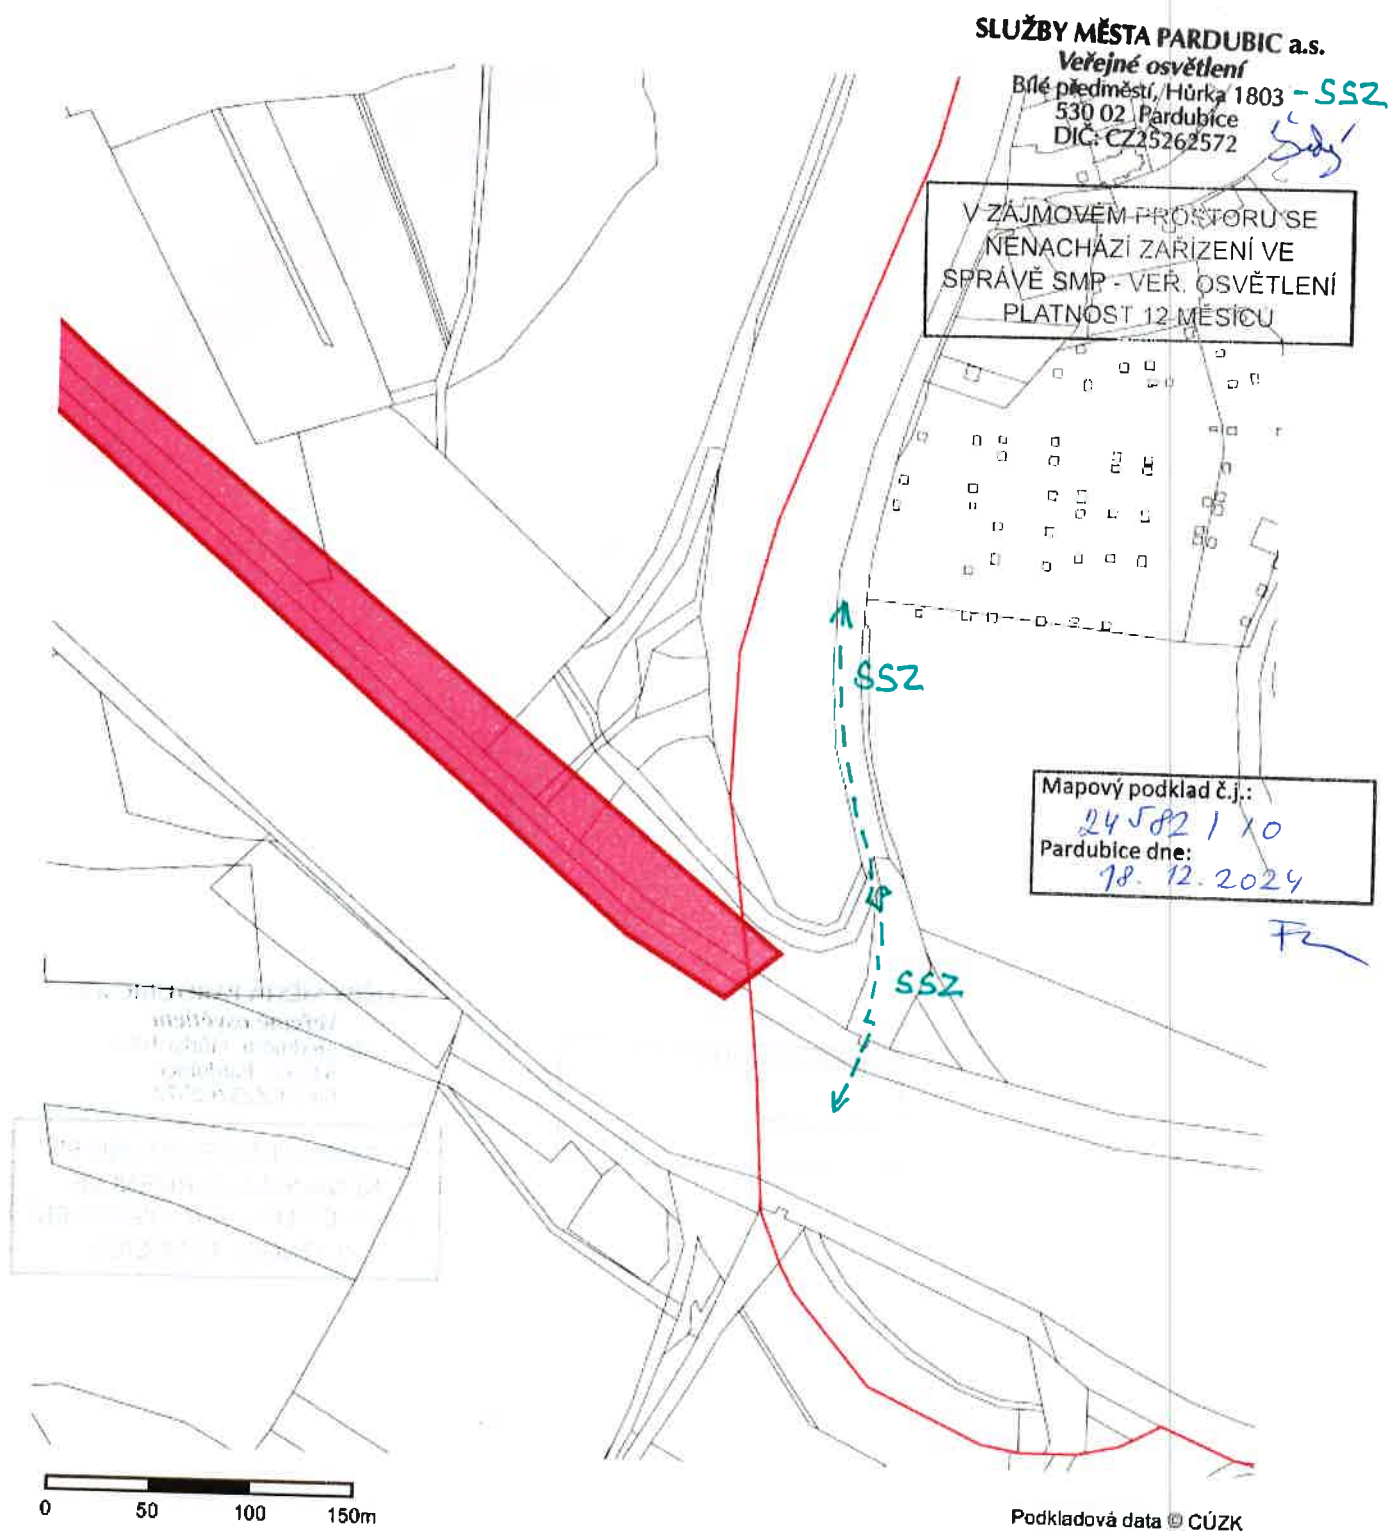 SLUŽBY MĚSTA PARDUBIC a.s.
Veřejné osvětlení
Bílé předměstí, Hůrka 1803 - SSZ
530 02 Pardubice
DIČ: CZ25262572
V ZÁJMOVÉM PROSTORU SE
NENACHÁZÍ ZAŘÍZENÍ VE
SPRÁVĚ SMP - VEŘ. OSVĚTLENÍ
PLATNOST 12 MĚSÍCŮ
SSZ
Mapový podklad č.j.:
24582 / 10
Pardubice dne:
18. 12. 2024
SSZ
0 50 100 150m
Podkladová data © ČÚZK